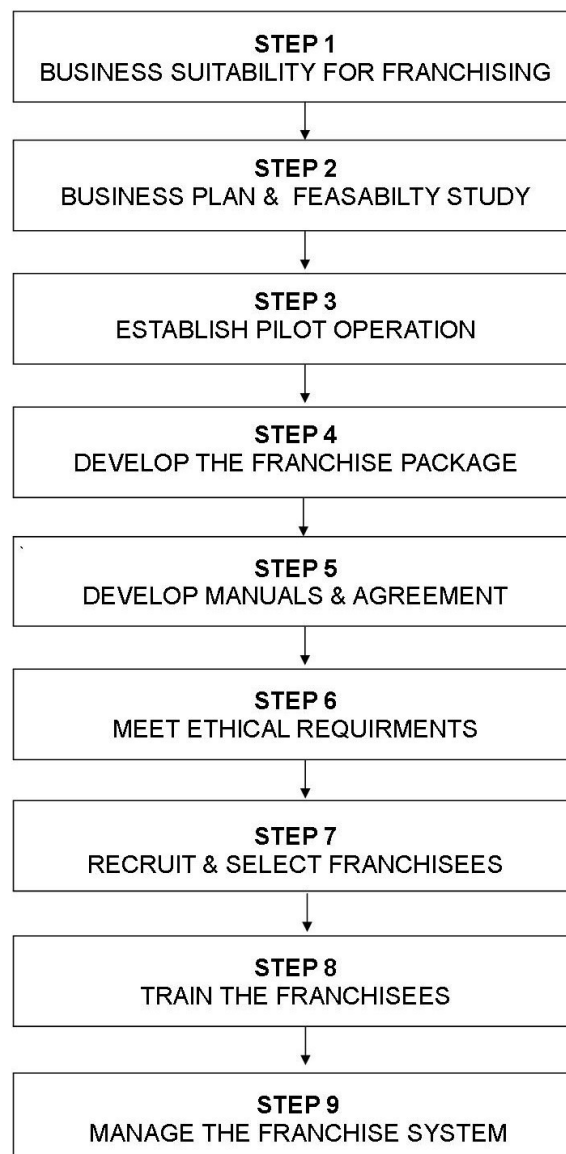 STEP 1
BUSINESS SUITABILITY FOR FRANCHISING
STEP 2
BUSINESS PLAN & FEASABILTY STUDY
STEP 3
ESTABLISH PILOT OPERATION
STEP 4
DEVELOP THE FRANCHISE PACKAGE
STEP 5
DEVELOP MANUALS & AGREEMENT
STEP 6
MEET ETHICAL REQUIRMENTS
STEP 7
RECRUIT & SELECT FRANCHISEES
STEP 8
TRAIN THE FRANCHISEES
STEP 9
MANAGE THE FRANCHISE SYSTEM